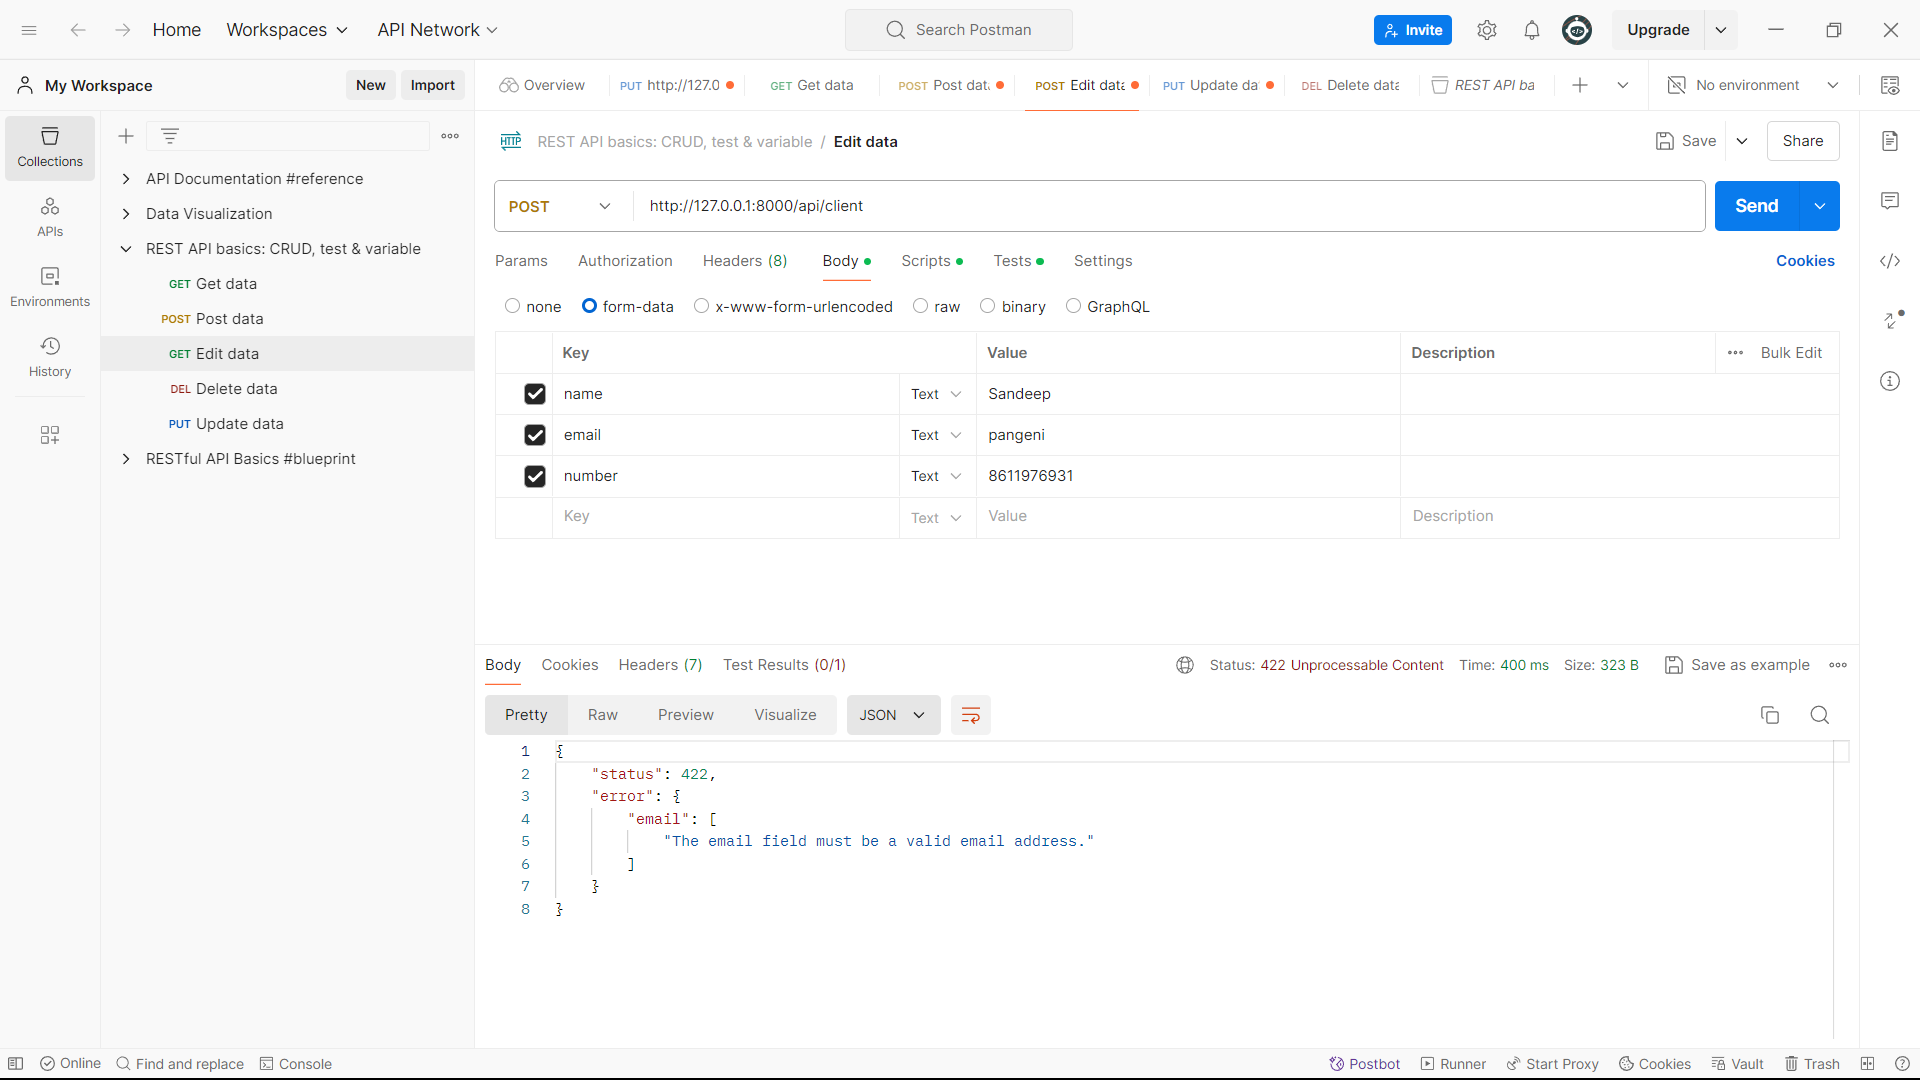 Home
Workspaces
API Network
Search Postman
Invite
Upgrade
My Workspace
New
Import
Overview
PUT http://127.0
GET Get data
POST Post dat
POST Edit data
PUT Update da
DEL Delete data
REST API ba
No environment
Collections
APIs
Environments
History
API Documentation #reference
Data Visualization
REST API basics: CRUD, test & variable
GET Get data
POST Post data
GET Edit data
DEL Delete data
PUT Update data
RESTful API Basics #blueprint
HTTP REST API basics: CRUD, test & variable / Edit data
Save
Share
POST http://127.0.0.1:8000/api/client
Send
Params Authorization Headers (8) Body Scripts Tests Settings
Cookies
none form-data x-www-form-urlencoded raw binary GraphQL
Key Value Description Bulk Edit
name Text Sandeep
email Text pangeni
number Text 8611976931
Key Text Value Description
Body Cookies Headers (7) Test Results (0/1)
Status: 422 Unprocessable Content Time: 400 ms Size: 323 B Save as example
Pretty Raw Preview Visualize JSON
1 {
2 "status": 422,
3 "error": {
4 "email": [
5 "The email field must be a valid email address."
6 ]
7 }
8 }
Online Find and replace Console
Postbot Runner Start Proxy Cookies Vault Trash